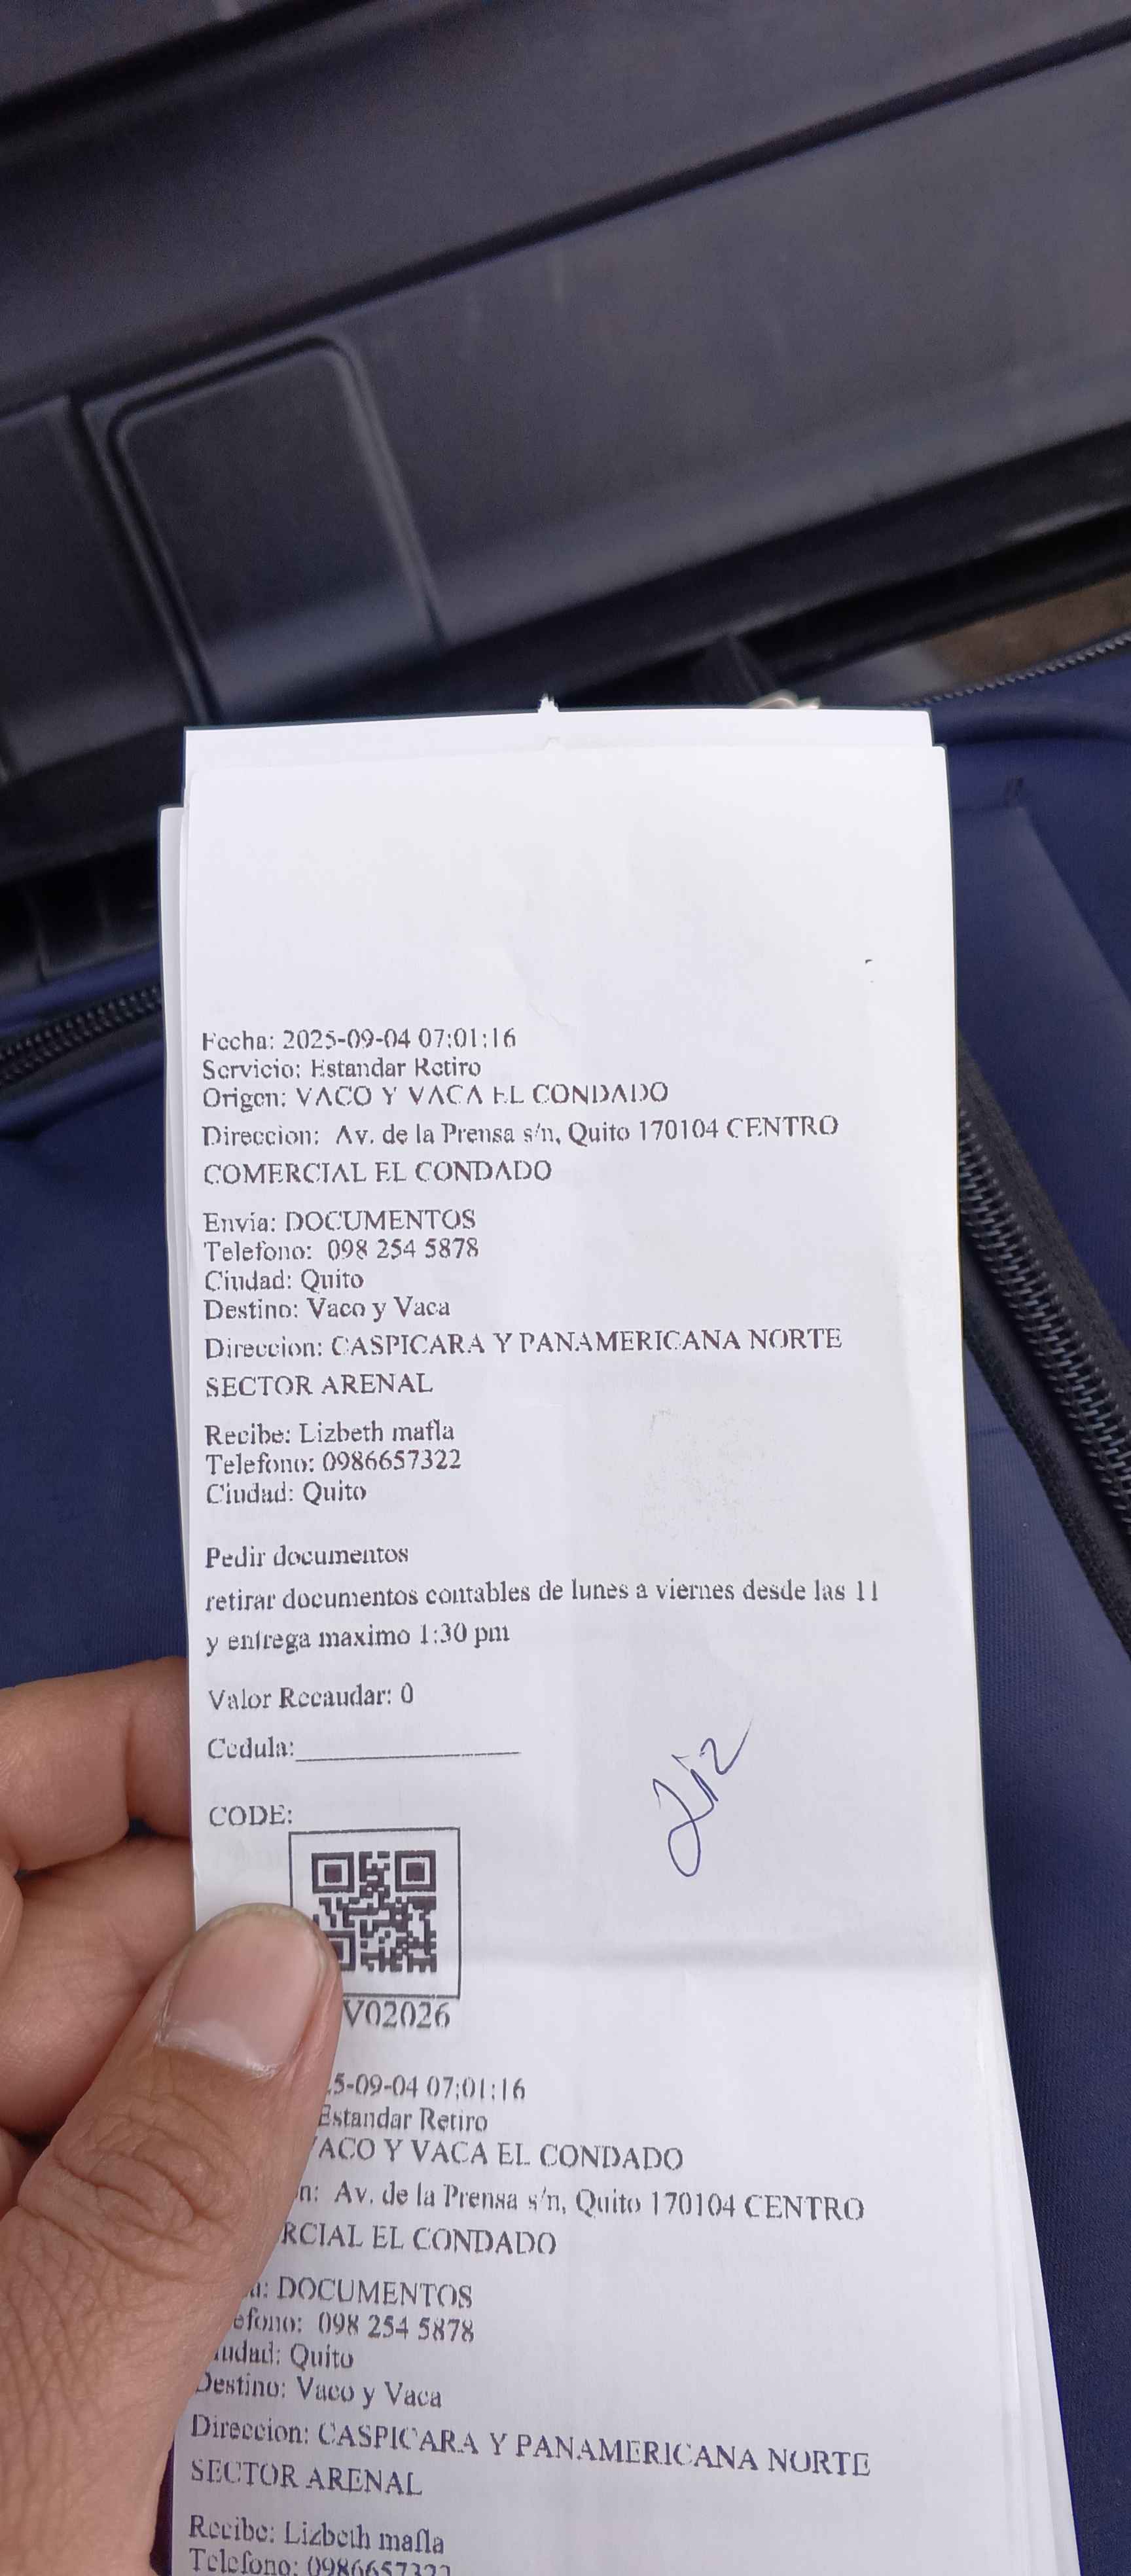 Fecha: 2025-09-04 07:01:16
Servicio: Estandar Retiro
Origen: VACO Y VACA EL CONDADO
Direccion: Av. de la Prensa s/n, Quito 170104 CENTRO
COMERCIAL EL CONDADO
Envía: DOCUMENTOS
Telefono: 098 254 5878
Ciudad: Quito
Destino: Vaco y Vaca
Direccion: CASPICARA Y PANAMERICANA NORTE
SECTOR ARENAL
Recibe: Lizbeth mafla
Telefono: 0986657322
Ciudad: Quito
Pedir documentos
retirar documentos contables de lunes a viernes desde las 11
y entrega maximo 1:30 pm
Valor Recaudar: 0
Cedula:
Liz
CODE:
V02026
5-09-04 07:01:16
Estandar Retiro
VACO Y VACA EL CONDADO
n: Av. de la Prensa s/n, Quito 170104 CENTRO
RCIAL EL CONDADO
a: DOCUMENTOS
efono: 098 254 5878
iudad: Quito
Destino: Vaco y Vaca
Direccion: CASPICARA Y PANAMERICANA NORTE
SECTOR ARENAL
Recibe: Lizbeth mafla
Telefono: 0986657322